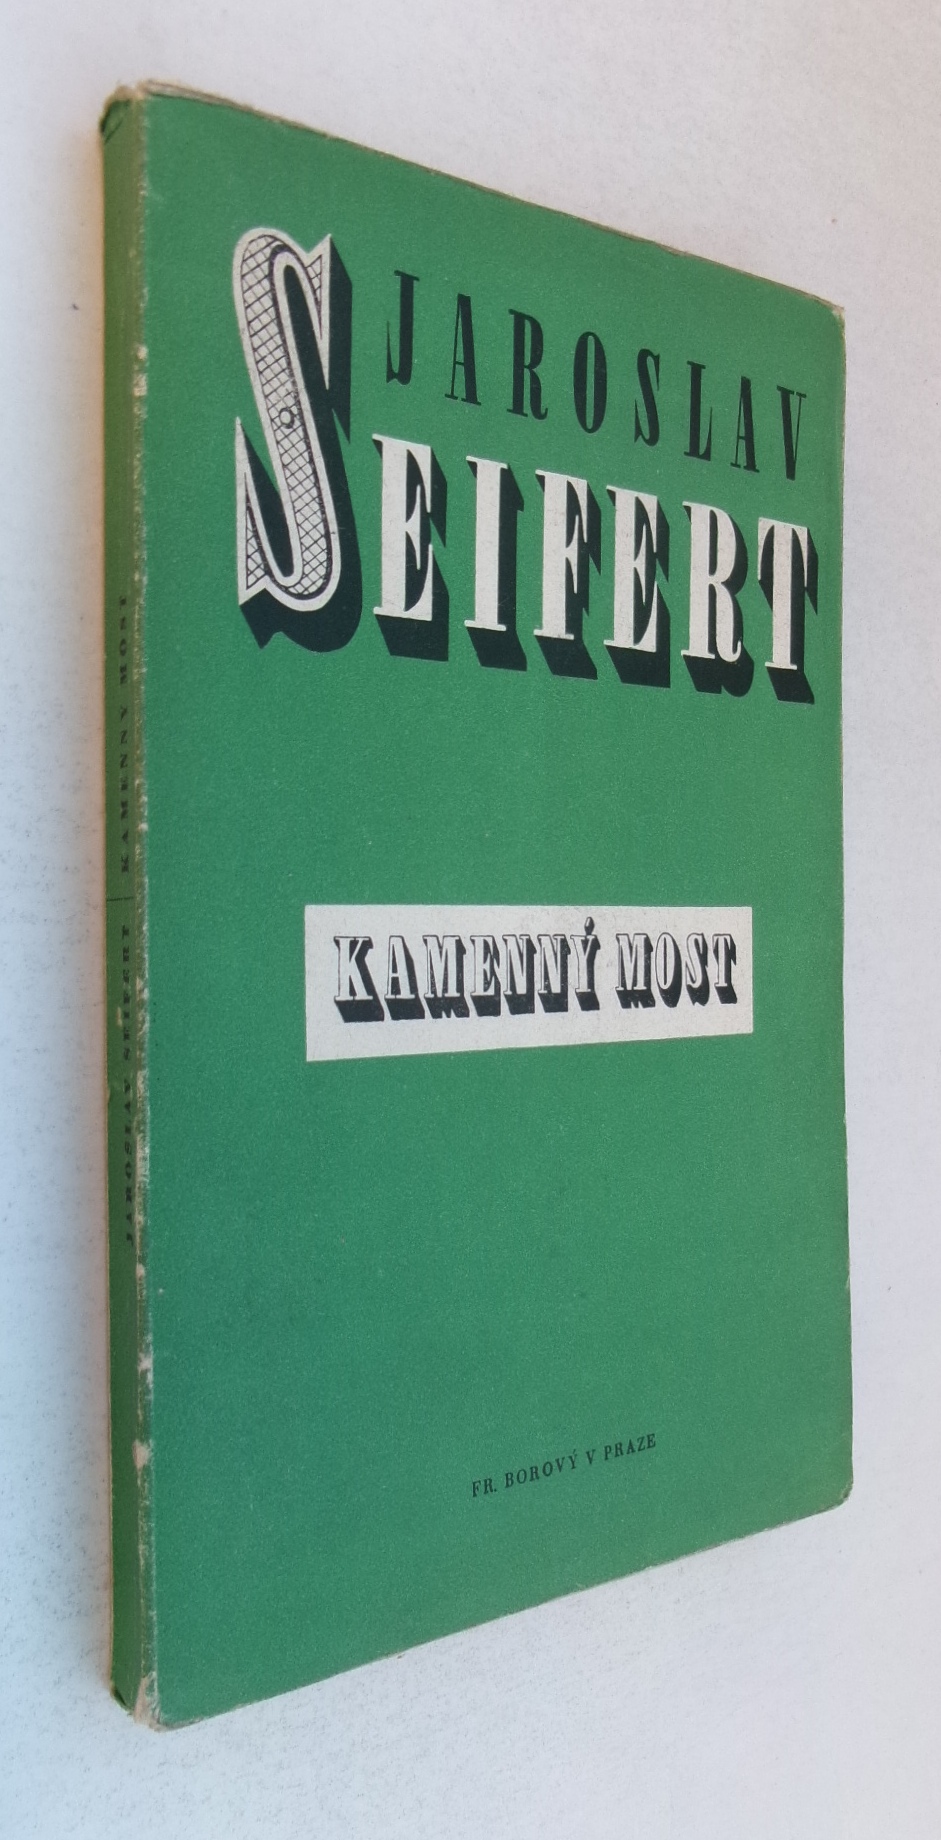 JAROSLAV
SEIFERT
KAMENNÝ MOST
FR. BOROVÝ V PRAZE
JAROSLAV SEIFERT | KAMENNÝ MOST